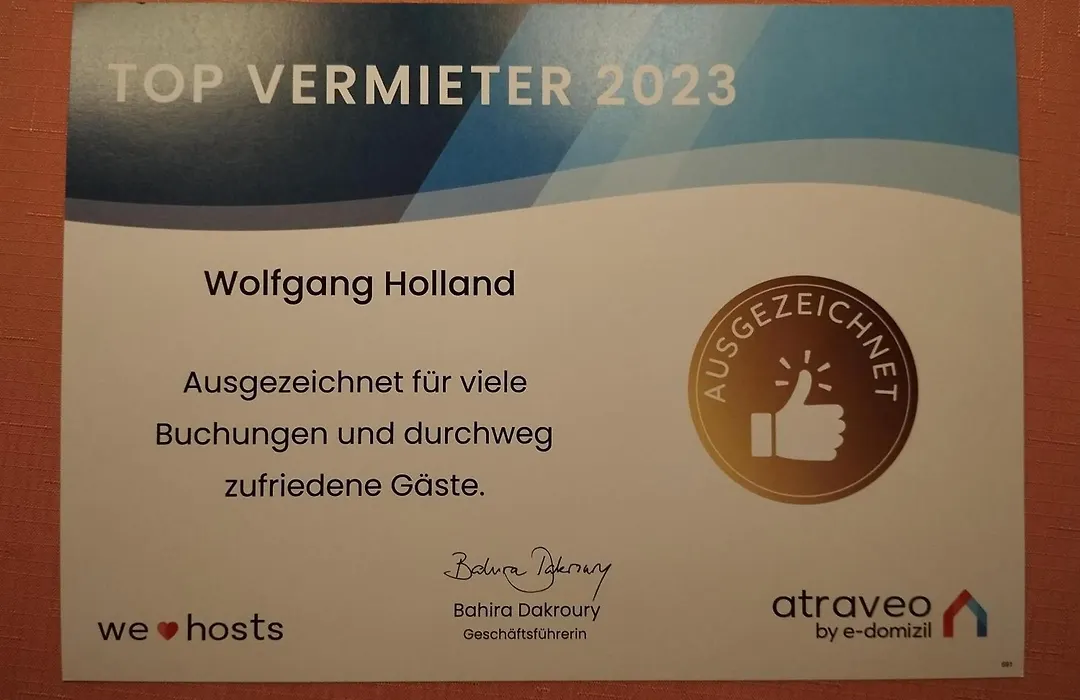 TOP VERMIETER 2023
Wolfgang Holland
Ausgezeichnet für viele
Buchungen und durchweg
zufriedene Gäste.
AUSGEZEICHNET
Bahira Dakroury
Bahira Dakroury
Geschäftsführerin
we hosts
atraveo
by e-domizil